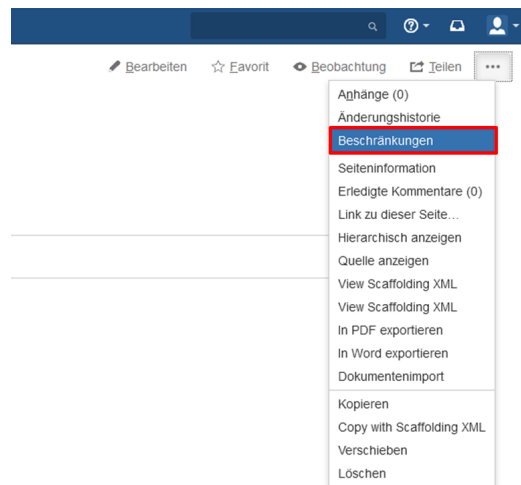 Bearbeiten Favorit Beobachtung Teilen
Anhänge (0)
Änderungshistorie
Beschränkungen
Seiteninformation
Erledigte Kommentare (0)
Link zu dieser Seite...
Hierarchisch anzeigen
Quelle anzeigen
View Scaffolding XML
View Scaffolding XML
In PDF exportieren
In Word exportieren
Dokumentenimport
Kopieren
Copy with Scaffolding XML
Verschieben
Löschen